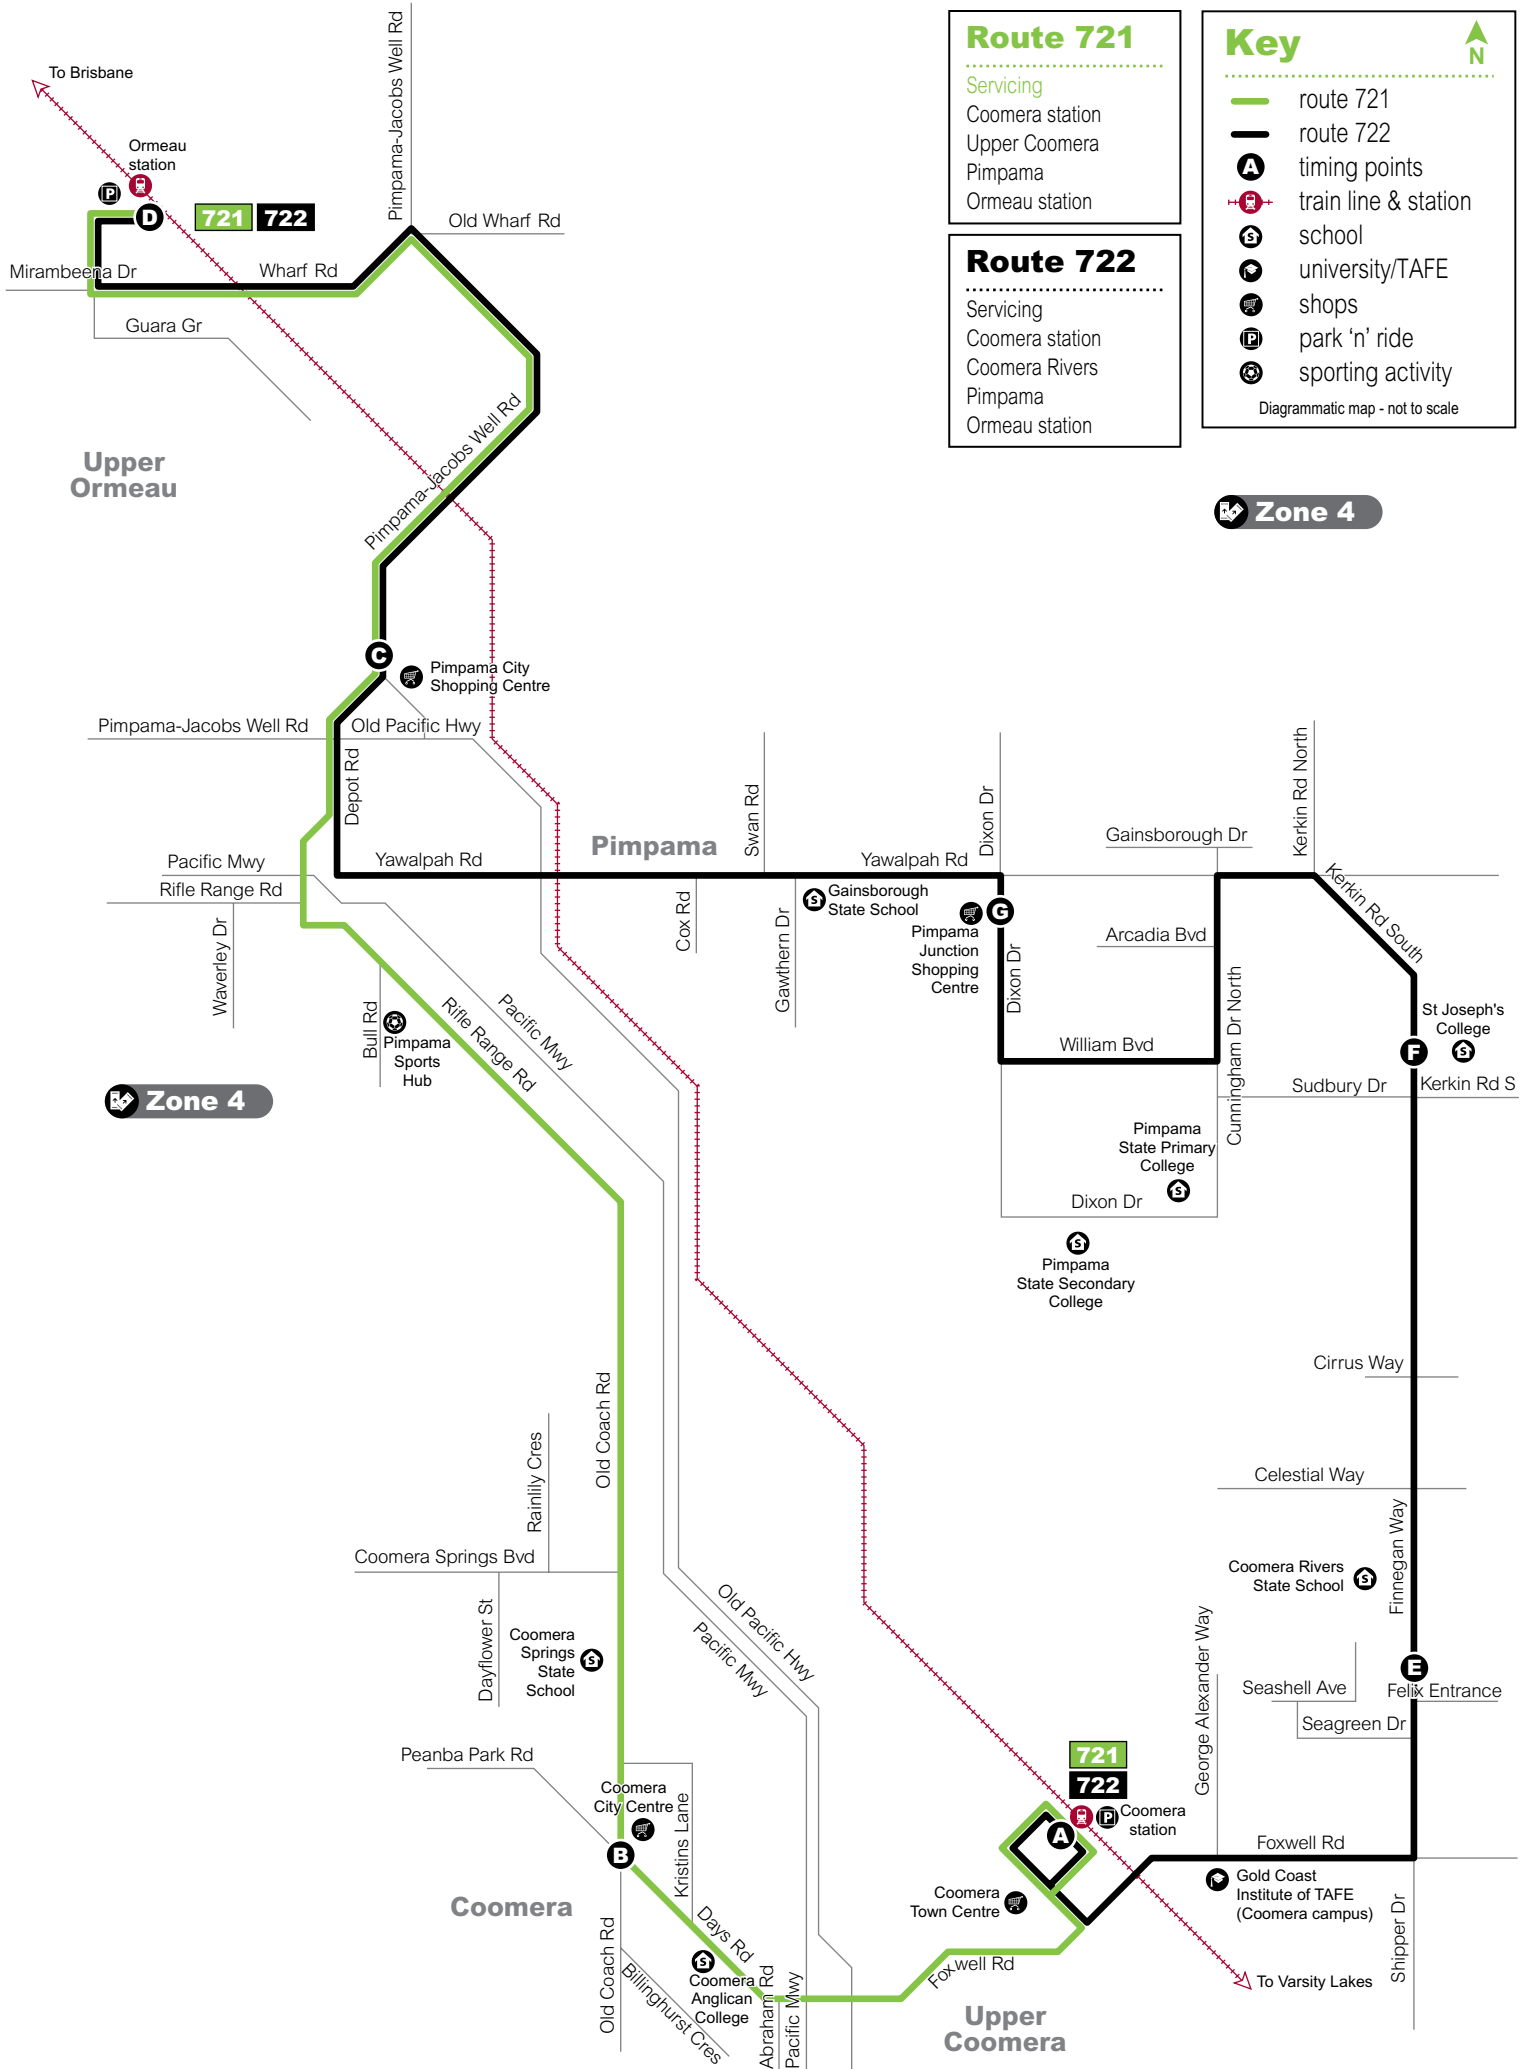 To Brisbane
Ormeau
station
P
D
721
722
Pimpama-Jacobs Well Rd
Old Wharf Rd
Mirambeena Dr
Wharf Rd
Guara Gr
Route 721
Servicing
Coomera station
Upper Coomera
Pimpama
Ormeau station
Route 722
Servicing
Coomera station
Coomera Rivers
Pimpama
Ormeau station
Key
N
route 721
route 722
A
timing points
train line & station
S
school
university/TAFE
shops
P
park ‘n’ ride
sporting activity
Diagrammatic map - not to scale
Upper
Ormeau
Pimpama-Jacobs Well Rd
Zone 4
C
Pimpama City
Shopping Centre
Pimpama-Jacobs Well Rd
Old Pacific Hwy
Depot Rd
Pacific Mwy
Rifle Range Rd
Yawalpah Rd
Pimpama
Swan Rd
Yawalpah Rd
Dixon Dr
Gainsborough Dr
Kerkin Rd North
Kerkin Rd South
Waverley Dr
Cox Rd
Gawthern Dr
S
Gainsborough
State School
G
Pimpama
Junction
Shopping
Centre
Dixon Dr
Arcadia Bvd
Cunningham Dr North
William Bvd
St Joseph's
College
S
F
Sudbury Dr
Kerkin Rd S
Bull Rd
Pimpama
Sports
Hub
Rifle Range Rd
Pacific Mwy
Zone 4
Pimpama
State Primary
College
S
Dixon Dr
S
Pimpama
State Secondary
College
Cirrus Way
Celestial Way
Finnegan Way
Old Coach Rd
Rainlily Cres
Coomera Springs Bvd
Dayflower St
Coomera
Springs
State
School
S
Old Pacific Hwy
Pacific Mwy
Coomera Rivers
State School
S
George Alexander Way
E
Seashell Ave
Felix Entrance
Seagreen Dr
Peanba Park Rd
Coomera
City Centre
B
Kristins Lane
721
722
A
P
Coomera
station
Foxwell Rd
Gold Coast
Institute of TAFE
(Coomera campus)
Coomera
Town Centre
Coomera
Days Rd
Old Coach Rd
Billinghurst Cres
S
Coomera
Anglican
College
Abraham Rd
Pacific Mwy
Foxwell Rd
Upper
Coomera
To Varsity Lakes
Shipper Dr